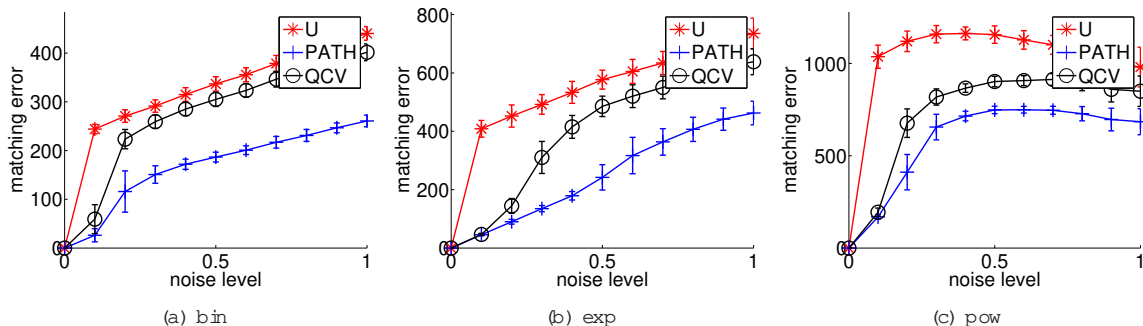 matching error
400
300
200
100
0
0
0.5
1
noise level
U
PATH
QCV
(a) bin
matching error
800
600
400
200
0
0
0.5
1
noise level
U
PATH
QCV
(b) exp
matching error
1000
500
0
0
0.5
1
noise level
U
PATH
QCV
(c) pow